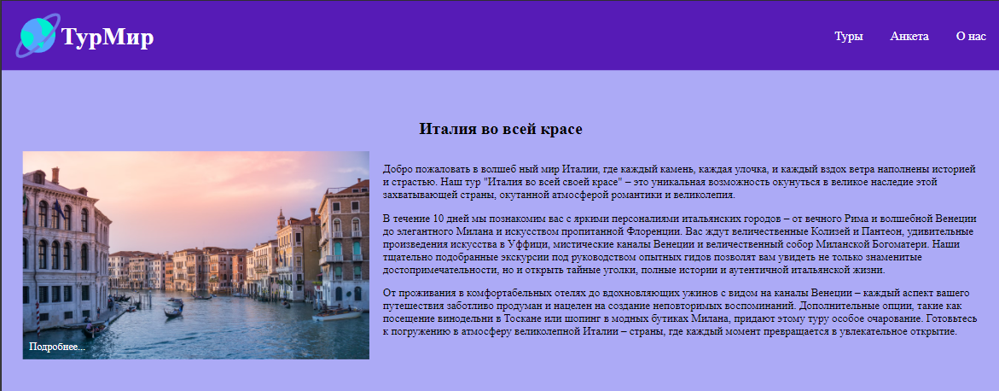 ТурМир
Туры
Анкета
О нас
Италия во всей красе
Добро пожаловать в волшеб ный мир Италии, где каждый камень, каждая улочка, и каждый вздох ветра наполнены историей
и страстью. Наш тур "Италия во всей своей красе" – это уникальная возможность окунуться в великое наследие этой
захватывающей страны, окутанной атмосферой романтики и великолепия.
В течение 10 дней мы познакомим вас с яркими персоналиями итальянских городов – от вечного Рима и волшебной Венеции
до элегантного Милана и искусством пропитанной Флоренции. Вас ждут величественные Колизей и Пантеон, удивительные
произведения искусства в Уффици, мистические каналы Венеции и величественный собор Миланской Богоматери. Наши
тщательно подобранные экскурсии под руководством опытных гидов позволят вам увидеть не только знаменитые
достопримечательности, но и открыть тайные уголки, полные истории и аутентичной итальянской жизни.
От проживания в комфортабельных отелях до вдохновляющих ужинов с видом на каналы Венеции – каждый аспект вашего
путешествия заботливо продуман и нацелен на создание неповторимых воспоминаний. Дополнительные опции, такие как
посещение винодельни в Тоскане или шопинг в модных бутиках Милана, придают этому туру особое очарование. Готовьтесь
к погружению в атмосферу великолепной Италии – страны, где каждый момент превращается в увлекательное открытие.
Подробнее...